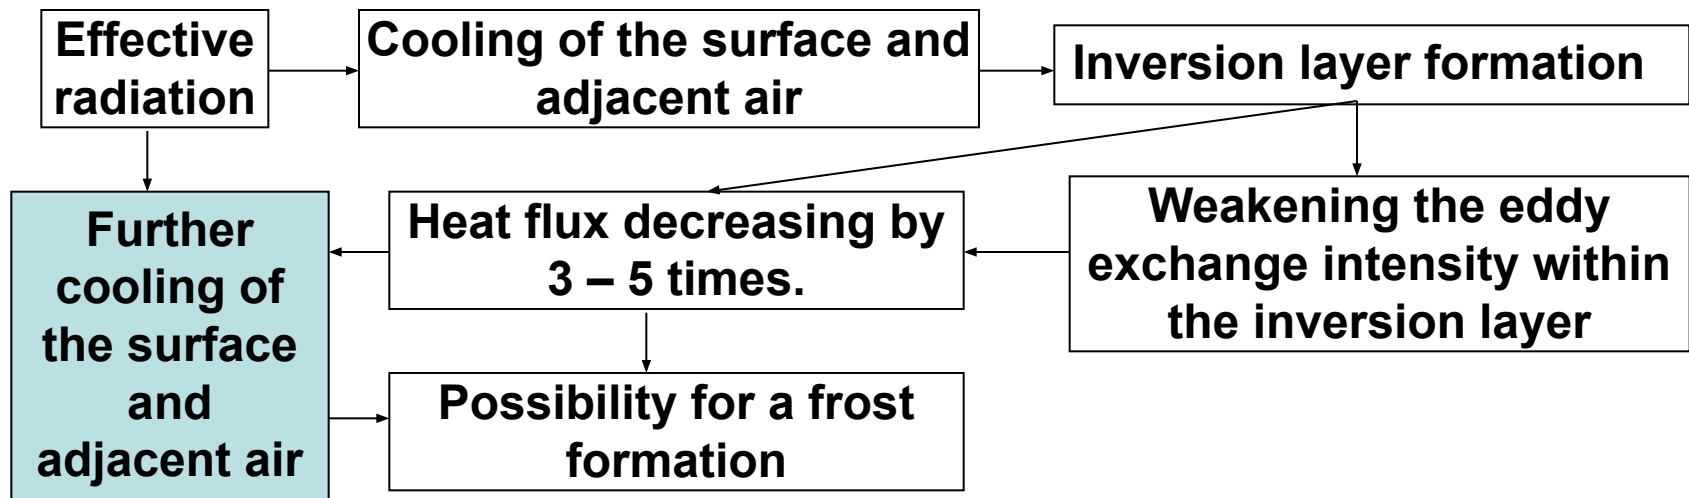 Effective
radiation
Cooling of the surface and
adjacent air
Inversion layer formation
Further
cooling of
the surface
and
adjacent air
Heat flux decreasing by
3 – 5 times.
Weakening the eddy
exchange intensity within
the inversion layer
Possibility for a frost
formation